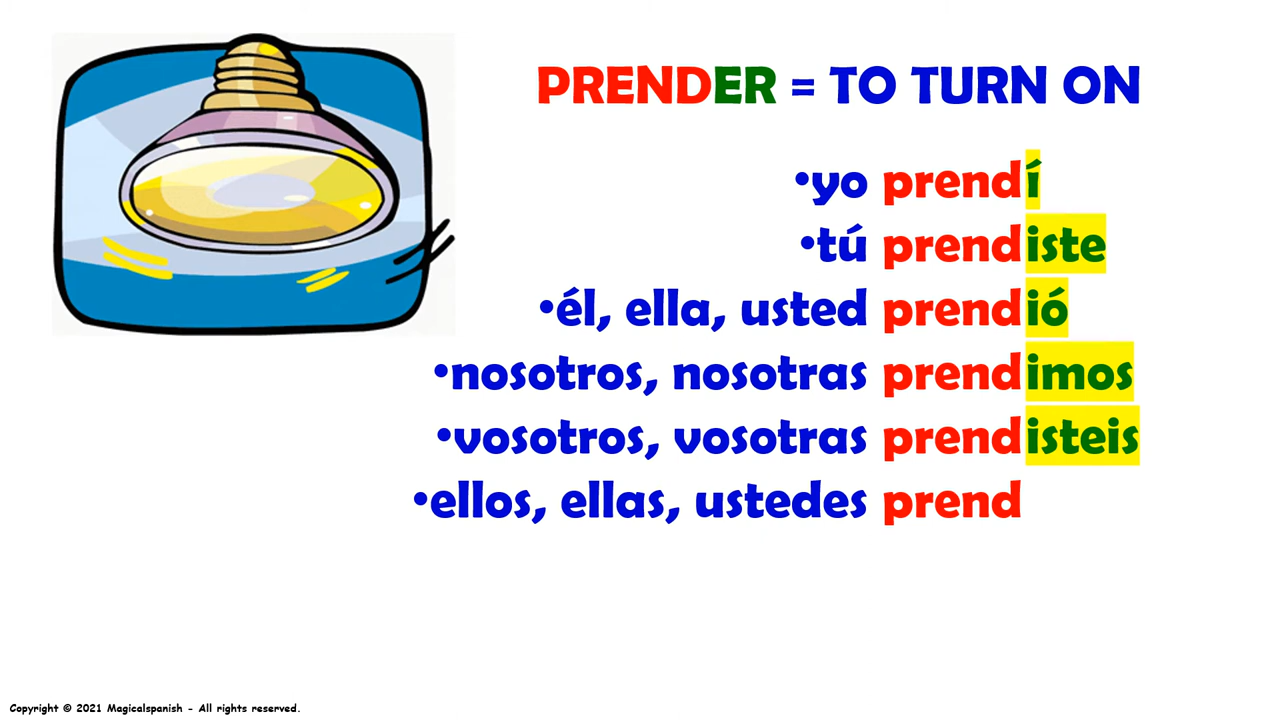 PRENDER = TO TURN ON
•yo prendí
•tú prendiste
•él, ella, usted prendió
•nosotros, nosotras prendimos
•vosotros, vosotras prendisteis
•ellos, ellas, ustedes prend
Copyright © 2021 Magicalspanish - All rights reserved.